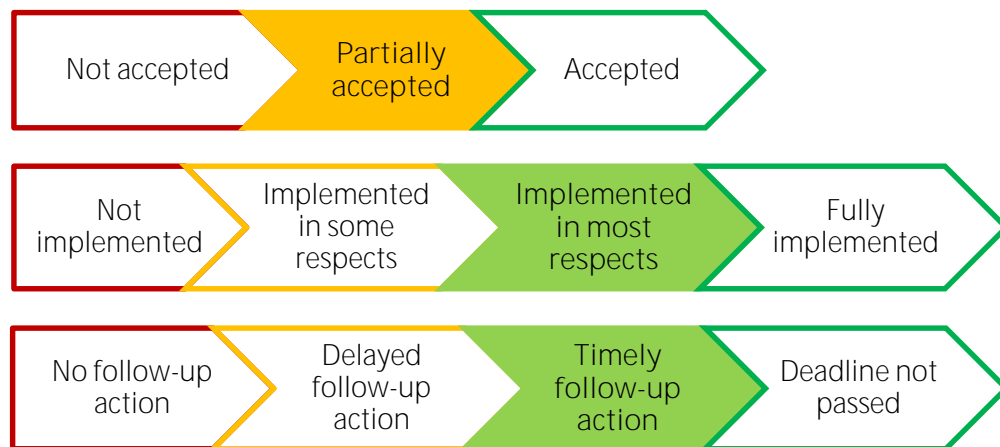 Not accepted
Partially
accepted
Accepted
Not
implemented
Implemented
in some
respects
Implemented
in most
respects
Fully
implemented
No follow-up
action
Delayed
follow-up
action
Timely
follow-up
action
Deadline not
passed